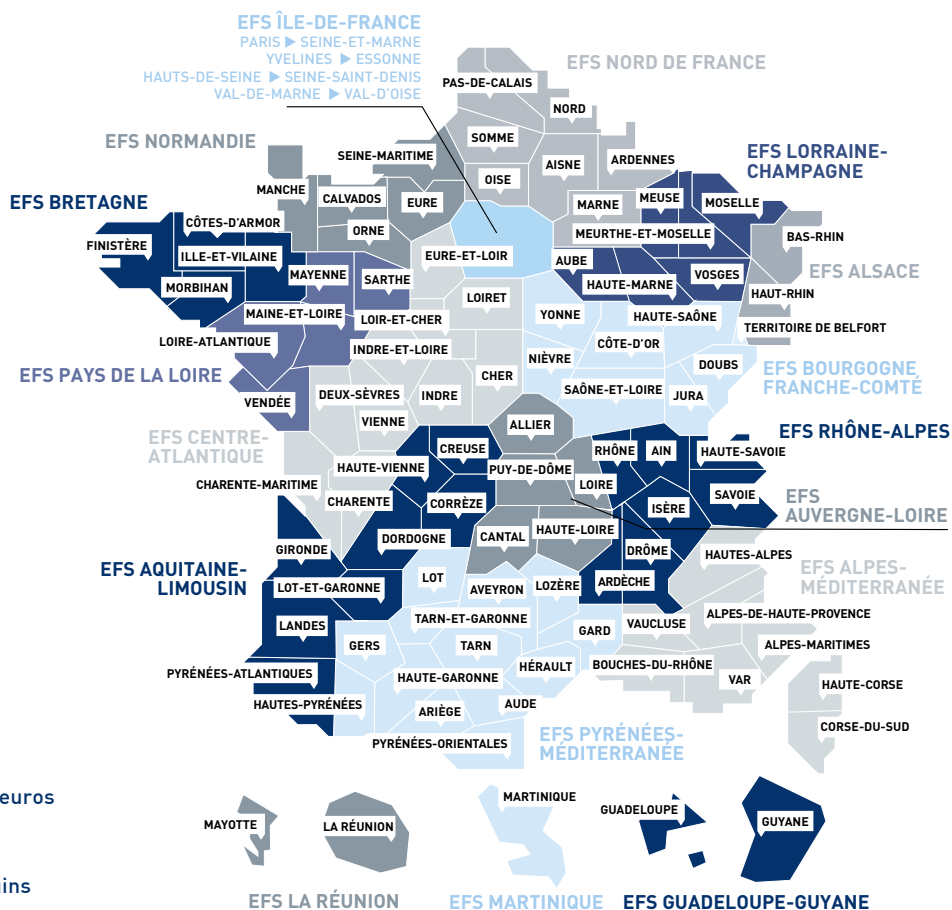 EFS ÎLE-DE-FRANCE
PARIS ▶ SEINE-ET-MARNE
YVELINES ▶ ESSONNE
HAUTS-DE-SEINE ▶ SEINE-SAINT-DENIS
VAL-DE-MARNE ▶ VAL-D'OISE
EFS NORD DE FRANCE
PAS-DE-CALAIS
NORD
SOMME
EFS NORMANDIE
SEINE-MARITIME
OISE
AISNE
ARDENNES
EFS LORRAINE-
CHAMPAGNE
MANCHE
CALVADOS
EURE
MARNE
MEUSE
MOSELLE
EFS BRETAGNE
CÔTES-D'ARMOR
ORNE
MEURTHE-ET-MOSELLE
BAS-RHIN
FINISTÈRE
ILLE-ET-VILAINE
EURE-ET-LOIR
AUBE
EFS ALSACE
MAYENNE
SARTHE
VOSGES
MORBIHAN
HAUTE-MARNE
HAUT-RHIN
LOIRET
MAINE-ET-LOIRE
LOIR-ET-CHER
YONNE
HAUTE-SAÔNE
TERRITOIRE DE BELFORT
LOIRE-ATLANTIQUE
INDRE-ET-LOIRE
CÔTE-D'OR
NIÈVRE
DOUBS
EFS BOURGOGNE
FRANCHE-COMTÉ
EFS PAYS DE LA LOIRE
CHER
VENDÉE
DEUX-SÈVRES
INDRE
SAÔNE-ET-LOIRE
JURA
VIENNE
ALLIER
EFS RHÔNE-ALPES
EFS CENTRE-
ATLANTIQUE
CREUSE
RHÔNE
AIN
HAUTE-SAVOIE
HAUTE-VIENNE
PUY-DE-DÔME
CHARENTE-MARITIME
LOIRE
SAVOIE
EFS
AUVERGNE-LOIRE
CHARENTE
CORRÈZE
ISÈRE
GIRONDE
DORDOGNE
CANTAL
HAUTE-LOIRE
DRÔME
HAUTES-ALPES
EFS AQUITAINE-
LIMOUSIN
EFS ALPES-
MÉDITERRANÉE
LOT-ET-GARONNE
LOT
AVEYRON
LOZÈRE
ARDÈCHE
LANDES
TARN-ET-GARONNE
GARD
VAUCLUSE
ALPES-DE-HAUTE-PROVENCE
GERS
TARN
ALPES-MARITIMES
PYRÉNÉES-ATLANTIQUES
HAUTE-GARONNE
HÉRAULT
BOUCHES-DU-RHÔNE
VAR
HAUTE-CORSE
HAUTES-PYRÉNÉES
ARIÈGE
AUDE
CORSE-DU-SUD
PYRÉNÉES-ORIENTALES
EFS PYRÉNÉES-
MÉDITERRANÉE
euros
MAYOTTE
LA RÉUNION
MARTINIQUE
GUADELOUPE
GUYANE
ins
EFS LA RÉUNION
EFS MARTINIQUE
EFS GUADELOUPE-GUYANE